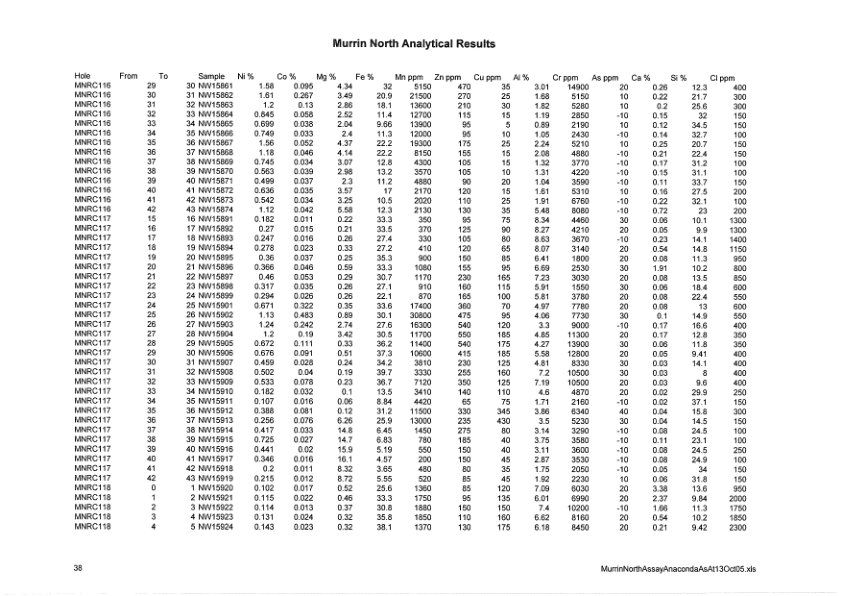 Murrin North Analytical Results
Hole From To Sample Ni % Co % Mg % Fe % Mn ppm Zn ppm Cu ppm Al % Cr ppm As ppm Ca % Si % Cl ppm
MNRC116 29 30 NW15861 1.58 0.095 4.34 32 5150 470 35 3.01 14900 20 0.26 12.3 400
MNRC116 30 31 NW15862 1.61 0.267 3.49 20.9 21500 270 25 1.68 5150 10 0.22 21.7 300
MNRC116 31 32 NW15863 1.2 0.13 2.86 18.1 13600 210 30 1.82 5280 10 0.2 25.6 300
MNRC116 32 33 NW15864 0.845 0.058 2.52 11.4 12700 115 15 1.19 2850 -10 0.15 32 150
MNRC116 33 34 NW15865 0.699 0.038 2.04 9.66 13900 95 5 0.89 2190 10 0.12 34.5 150
MNRC116 34 35 NW15866 0.749 0.033 2.4 11.3 12000 95 10 1.05 2430 -10 0.14 32.7 100
MNRC116 35 36 NW15867 1.56 0.052 4.37 22.2 19300 175 25 2.24 5210 10 0.25 20.7 150
MNRC116 36 37 NW15868 1.18 0.046 4.14 22.2 8150 155 15 2.08 4880 -10 0.21 22.4 150
MNRC116 37 38 NW15869 0.745 0.034 3.07 12.8 4300 105 15 1.32 3770 -10 0.17 31.2 100
MNRC116 38 39 NW15870 0.563 0.039 2.98 13.2 3570 105 10 1.31 4220 -10 0.15 31.1 100
MNRC116 39 40 NW15871 0.499 0.037 2.3 11.2 4880 90 20 1.04 3590 -10 0.11 33.7 150
MNRC116 40 41 NW15872 0.636 0.035 3.57 17 2170 120 15 1.61 5310 10 0.16 27.5 200
MNRC116 41 42 NW15873 0.542 0.034 3.25 10.5 2020 110 25 1.91 6760 -10 0.22 32.1 100
MNRC116 42 43 NW15874 1.12 0.042 5.58 12.3 2130 130 35 5.48 8080 -10 0.72 23 200
MNRC117 15 16 NW15891 0.182 0.011 0.22 33.3 350 95 75 8.34 4460 30 0.06 10.1 1300
MNRC117 16 17 NW15892 0.27 0.015 0.21 33.5 370 125 90 8.27 4210 20 0.05 9.9 1300
MNRC117 17 18 NW15893 0.247 0.016 0.26 27.4 330 105 80 8.63 3670 -10 0.23 14.1 1400
MNRC117 18 19 NW15894 0.278 0.023 0.33 27.2 410 120 65 8.07 3140 20 0.54 14.8 1150
MNRC117 19 20 NW15895 0.36 0.037 0.25 35.3 900 150 85 6.41 1800 20 0.08 11.3 950
MNRC117 20 21 NW15896 0.366 0.046 0.59 33.3 1080 155 95 6.69 2530 30 1.91 10.2 800
MNRC117 21 22 NW15897 0.46 0.053 0.29 30.7 1170 230 165 7.23 3030 20 0.08 13.5 850
MNRC117 22 23 NW15898 0.317 0.035 0.26 27.1 910 160 115 5.91 1550 30 0.06 18.4 600
MNRC117 23 24 NW15899 0.294 0.026 0.26 22.1 870 165 100 5.81 3780 20 0.08 22.4 550
MNRC117 24 25 NW15901 0.671 0.322 0.35 33.6 17400 360 70 4.97 7780 20 0.08 13 600
MNRC117 25 26 NW15902 1.13 0.483 0.89 30.1 30800 475 95 4.06 7730 30 0.1 14.9 550
MNRC117 26 27 NW15903 1.24 0.242 2.74 27.6 16300 540 120 3.3 9000 -10 0.17 16.6 400
MNRC117 27 28 NW15904 1.2 0.19 3.42 30.5 11700 550 185 4.85 11300 20 0.17 12.8 350
MNRC117 28 29 NW15905 0.672 0.111 0.33 36.2 11400 540 175 4.27 13900 30 0.06 11.8 350
MNRC117 29 30 NW15906 0.676 0.091 0.51 37.3 10600 415 185 5.58 12800 20 0.05 9.41 400
MNRC117 30 31 NW15907 0.459 0.028 0.24 34.2 3810 230 125 4.81 8330 30 0.03 14.1 400
MNRC117 31 32 NW15908 0.502 0.04 0.19 39.7 3330 255 160 7.2 10500 30 0.03 8 400
MNRC117 32 33 NW15909 0.533 0.078 0.23 36.7 7120 350 125 7.19 10500 20 0.03 9.6 400
MNRC117 33 34 NW15910 0.182 0.032 0.1 13.5 3410 140 110 4.6 4870 20 0.02 29.9 250
MNRC117 34 35 NW15911 0.107 0.016 0.06 8.84 4420 65 75 1.71 2160 -10 0.02 37.1 150
MNRC117 35 36 NW15912 0.388 0.081 0.12 31.2 11500 330 345 3.86 6340 40 0.04 15.8 300
MNRC117 36 37 NW15913 0.256 0.076 6.26 25.9 13000 235 430 3.5 5230 30 0.04 14.5 150
MNRC117 37 38 NW15914 0.417 0.033 14.8 6.45 1450 275 80 3.14 3290 -10 0.08 24.5 100
MNRC117 38 39 NW15915 0.725 0.027 14.7 6.83 780 185 40 3.75 3580 -10 0.11 23.1 100
MNRC117 39 40 NW15916 0.441 0.02 15.9 5.19 550 150 40 3.11 3600 -10 0.08 24.5 250
MNRC117 40 41 NW15917 0.346 0.016 16.1 4.57 200 150 45 2.87 3530 -10 0.08 24.9 100
MNRC117 41 42 NW15918 0.2 0.011 8.32 3.65 480 80 35 1.75 2050 -10 0.05 34 150
MNRC117 42 43 NW15919 0.215 0.012 8.72 5.55 520 85 45 1.92 2230 10 0.06 31.8 150
MNRC118 0 1 NW15920 0.102 0.017 0.52 25.6 1360 85 120 7.09 6030 20 3.38 13.6 950
MNRC118 1 2 NW15921 0.115 0.022 0.46 33.3 1750 95 135 6.01 6990 20 2.37 9.84 2000
MNRC118 2 3 NW15922 0.114 0.013 0.37 30.8 1880 150 150 7.4 10200 -10 1.66 11.3 1750
MNRC118 3 4 NW15923 0.131 0.024 0.32 35.8 1850 110 160 6.62 8160 20 0.54 10.2 1850
MNRC118 4 5 NW15924 0.143 0.023 0.32 38.1 1370 130 175 6.18 8450 20 0.21 9.42 2300
38 MurrinNorthAssayAnacondaAsAt13Oct05.xls